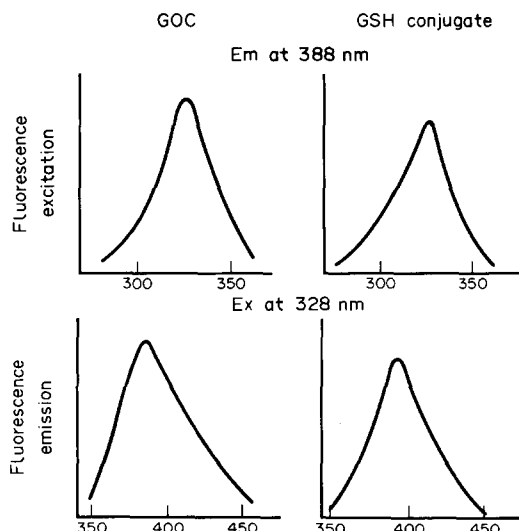 GOC GSH conjugate
Em at 388 nm
Fluorescence
excitation
300 350 300 350
Ex at 328 nm
Fluorescence
emission
350 400 450 350 400 450